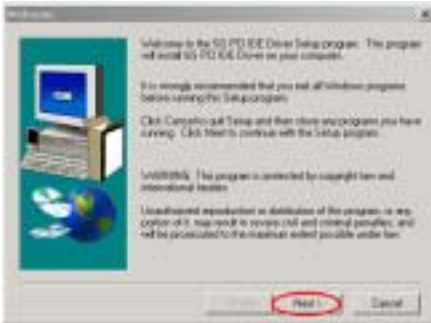 Welcome
Welcome to the SIS PCI IDE Driver Setup program. This program
will install SIS PCI IDE Driver on your computer.
It is strongly recommended that you exit all Windows programs
before running this Setup program.
Click Cancel to quit Setup and then close any programs you have
running. Click Next to continue with the Setup program.
WARNING: This program is protected by copyright law and
international treaties.
Unauthorized reproduction or distribution of this program, or any
portion of it, may result in severe civil and criminal penalties, and
will be prosecuted to the maximum extent possible under law.
Next >
Cancel